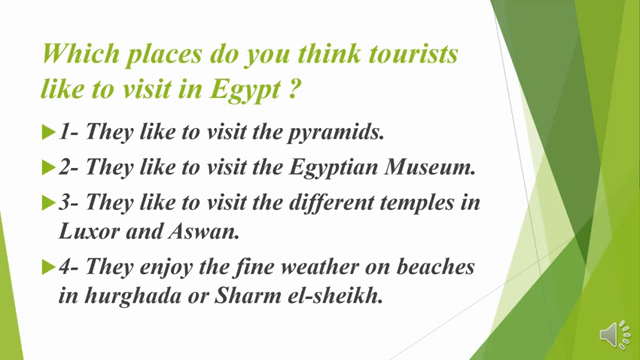 Which places do you think tourists
like to visit in Egypt ?
1- They like to visit the pyramids.
2- They like to visit the Egyptian Museum.
3- They like to visit the different temples in
Luxor and Aswan.
4- They enjoy the fine weather on beaches
in hurghada or Sharm el-sheikh.